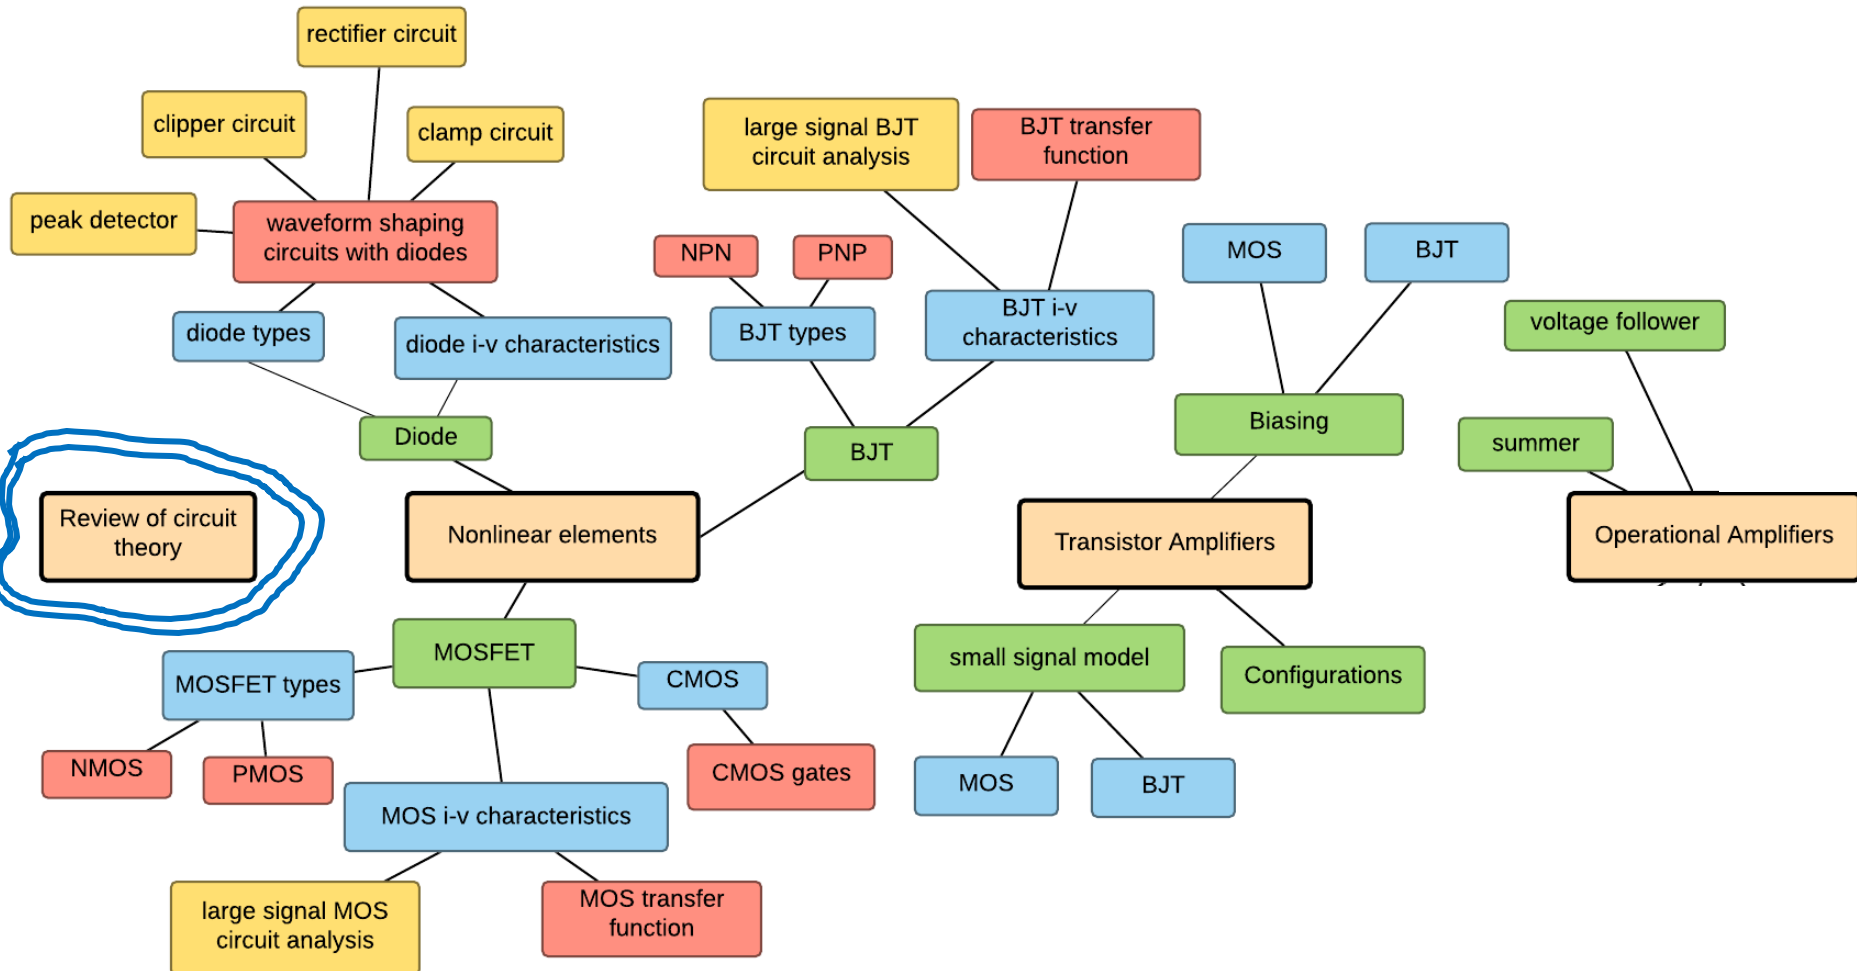 rectifier circuit
clipper circuit
clamp circuit
peak detector
waveform shaping
circuits with diodes
diode types
diode i-v characteristics
Diode
large signal BJT
circuit analysis
BJT transfer
function
NPN
PNP
BJT types
BJT i-v
characteristics
BJT
MOS
BJT
Biasing
voltage follower
summer
Review of circuit
theory
Nonlinear elements
Transistor Amplifiers
Operational Amplifiers
MOSFET
MOSFET types
CMOS
NMOS
PMOS
CMOS gates
MOS i-v characteristics
large signal MOS
circuit analysis
MOS transfer
function
small signal model
Configurations
MOS
BJT